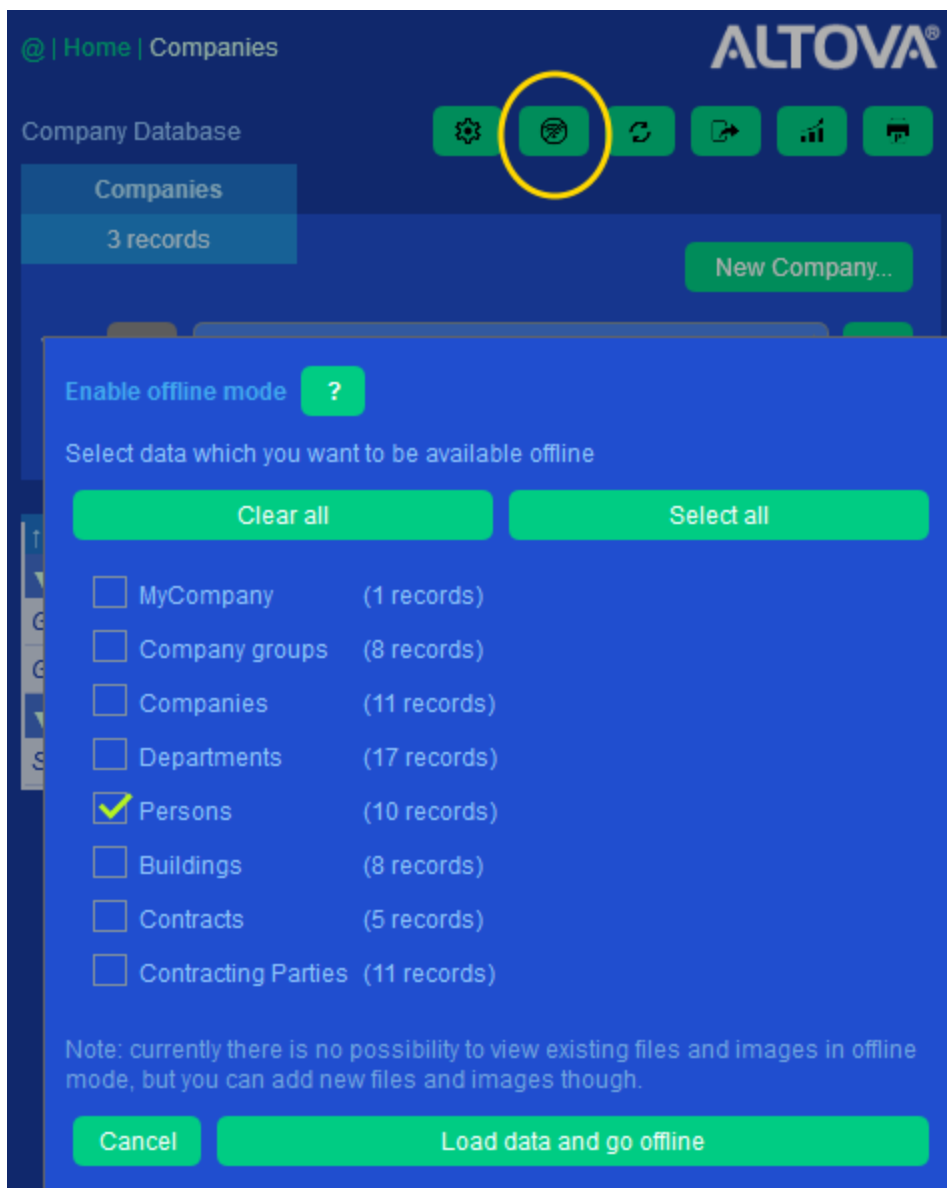 @ | Home | Companies
ALTOVA®
Company Database
Companies
3 records
New Company...
Enable offline mode ?
Select data which you want to be available offline
Clear all Select all
MyCompany (1 records)
Company groups (8 records)
Companies (11 records)
Departments (17 records)
Persons (10 records)
Buildings (8 records)
Contracts (5 records)
Contracting Parties (11 records)
Note: currently there is no possibility to view existing files and images in offline
mode, but you can add new files and images though.
Cancel Load data and go offline